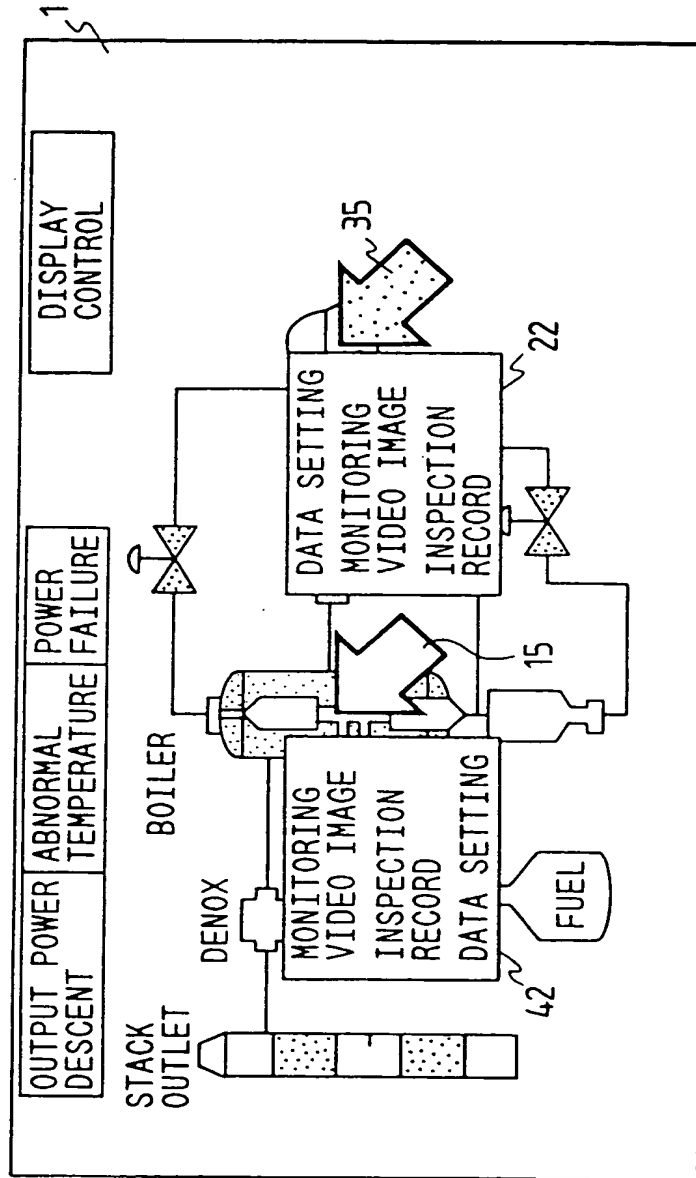 1
OUTPUT POWER
DESCENT
ABNORMAL
TEMPERATURE
POWER
FAILURE
DISPLAY
CONTROL
STACK
OUTLET
DENOX
BOILER
MONITORING
VIDEO IMAGE
INSPECTION
RECORD
DATA SETTING
42
FUEL
15
DATA SETTING
MONITORING
VIDEO IMAGE
INSPECTION
RECORD
22
35